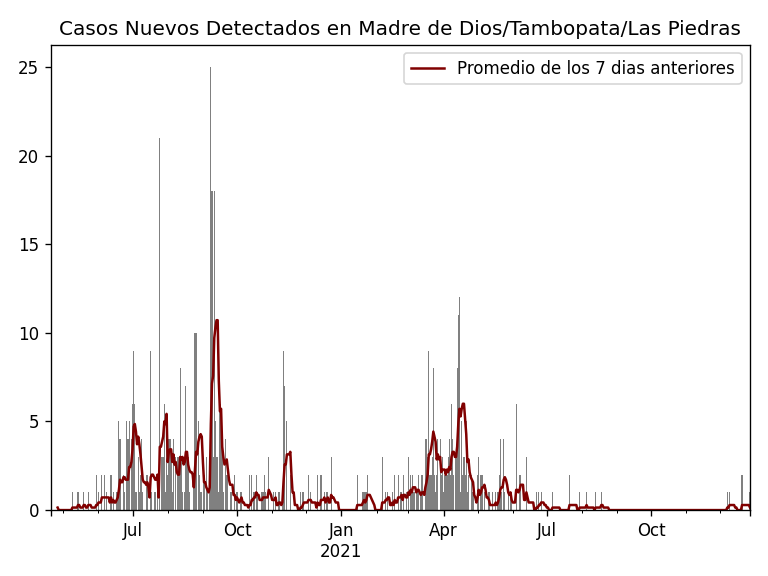 Casos Nuevos Detectados en Madre de Dios/Tambopata/Las Piedras
Promedio de los 7 dias anteriores
25
20
15
10
5
0
Jul
Oct
Jan
2021
Apr
Jul
Oct